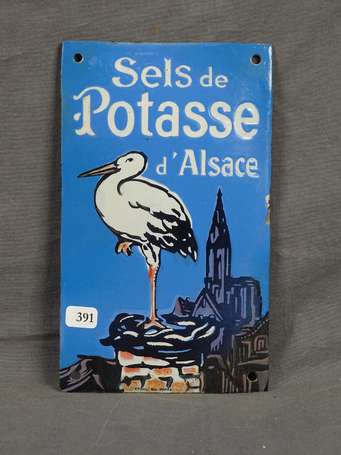 Sels de
Potasse
d'Alsace
391